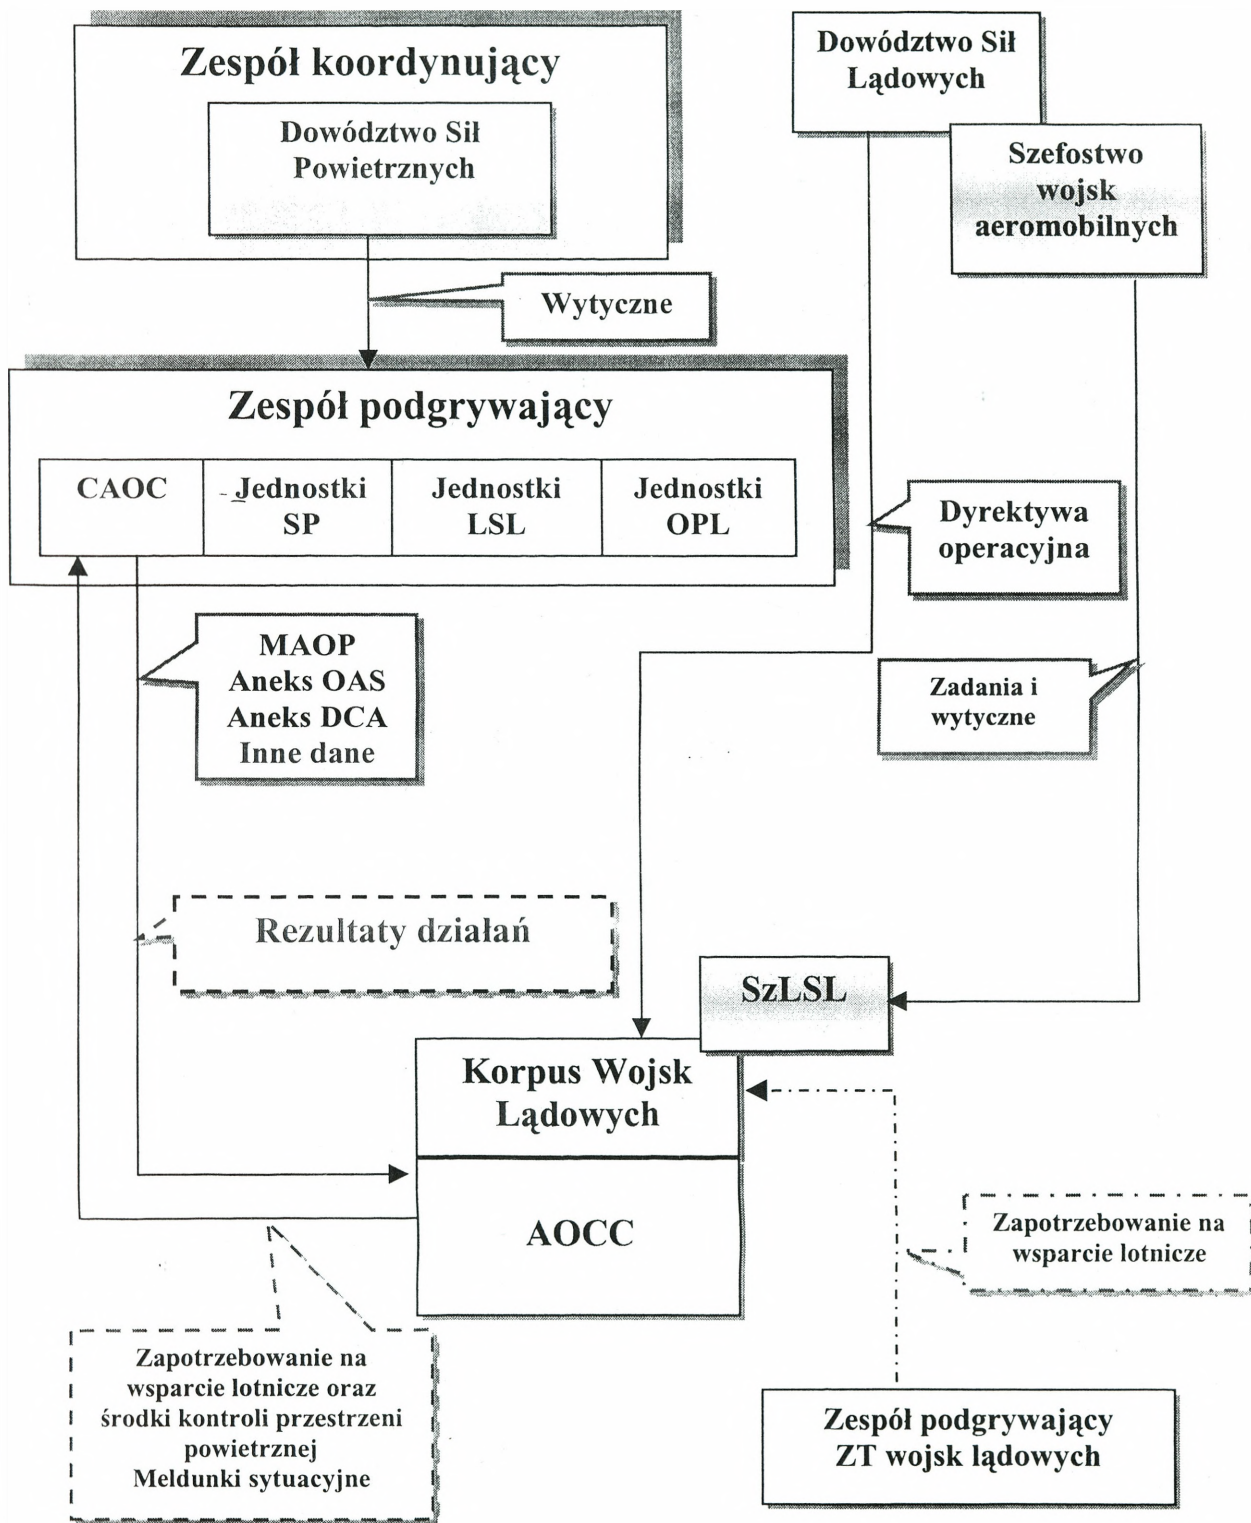 Zespół koordynujący
Dowództwo Sił
Powietrznych
Dowództwo Sił
Lądowych
Szefostwo
wojsk
aeromobilnych
Wytyczne
Zespół podgrywający
CAOC
Jednostki
SP
Jednostki
LSL
Jednostki
OPL
Dyrektywa
operacyjna
MAOP
Aneks OAS
Aneks DCA
Inne dane
Zadania i
wytyczne
Rezultaty działań
SzLSL
Korpus Wojsk
Lądowych
AOCC
Zapotrzebowanie na
wsparcie lotnicze
Zapotrzebowanie na
wsparcie lotnicze oraz
środki kontroli przestrzeni
powietrznej
Meldunki sytuacyjne
Zespół podgrywający
ZT wojsk lądowych